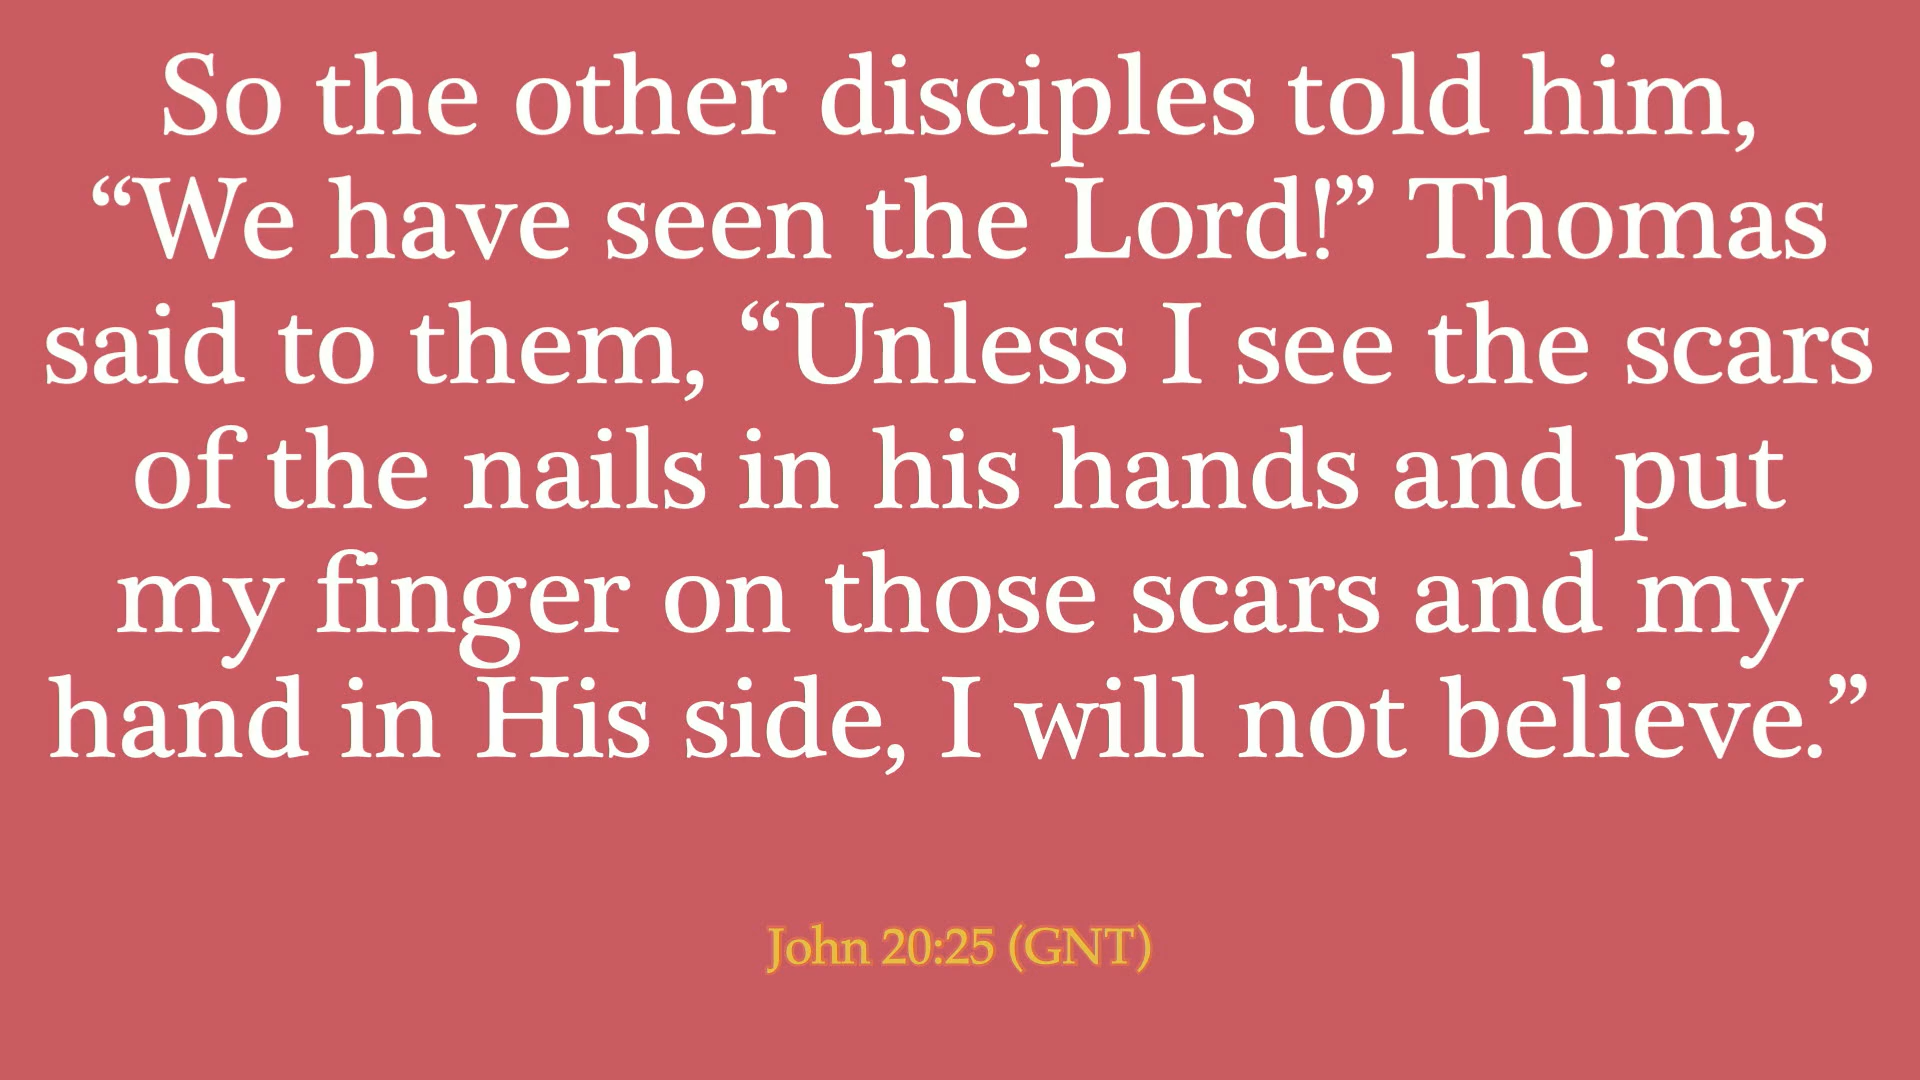 So the other disciples told him,
“We have seen the Lord!” Thomas
said to them, “Unless I see the scars
of the nails in his hands and put
my finger on those scars and my
hand in His side, I will not believe.”
John 20:25 (GNT)